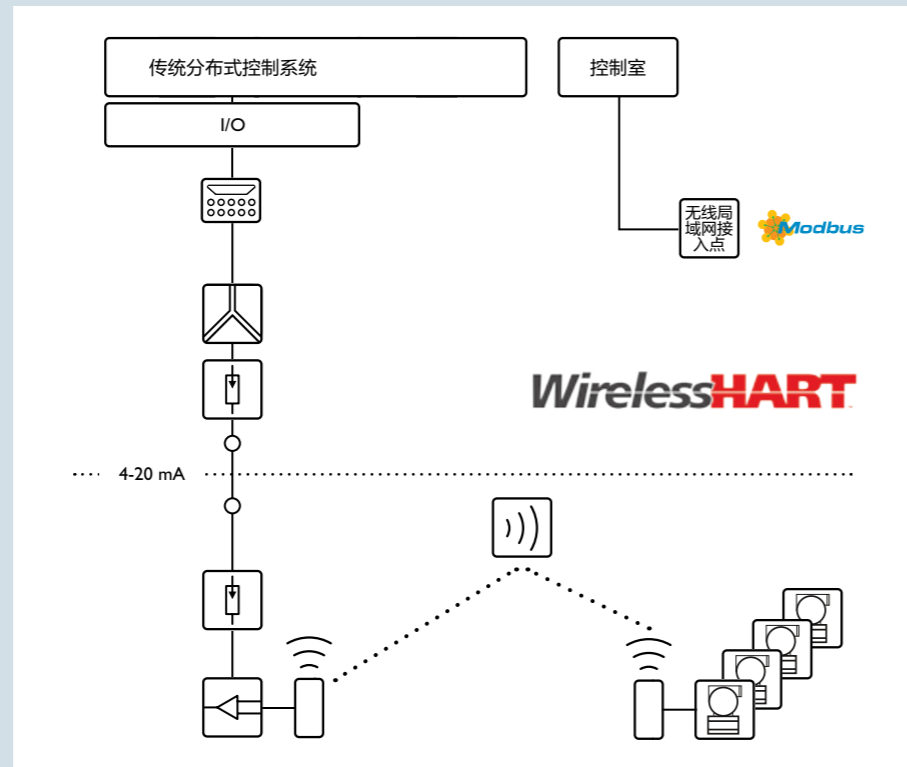 传统分布式控制系统
控制室
I/O
无线局
域网接
入点
Modbus
WirelessHART
4-20 mA